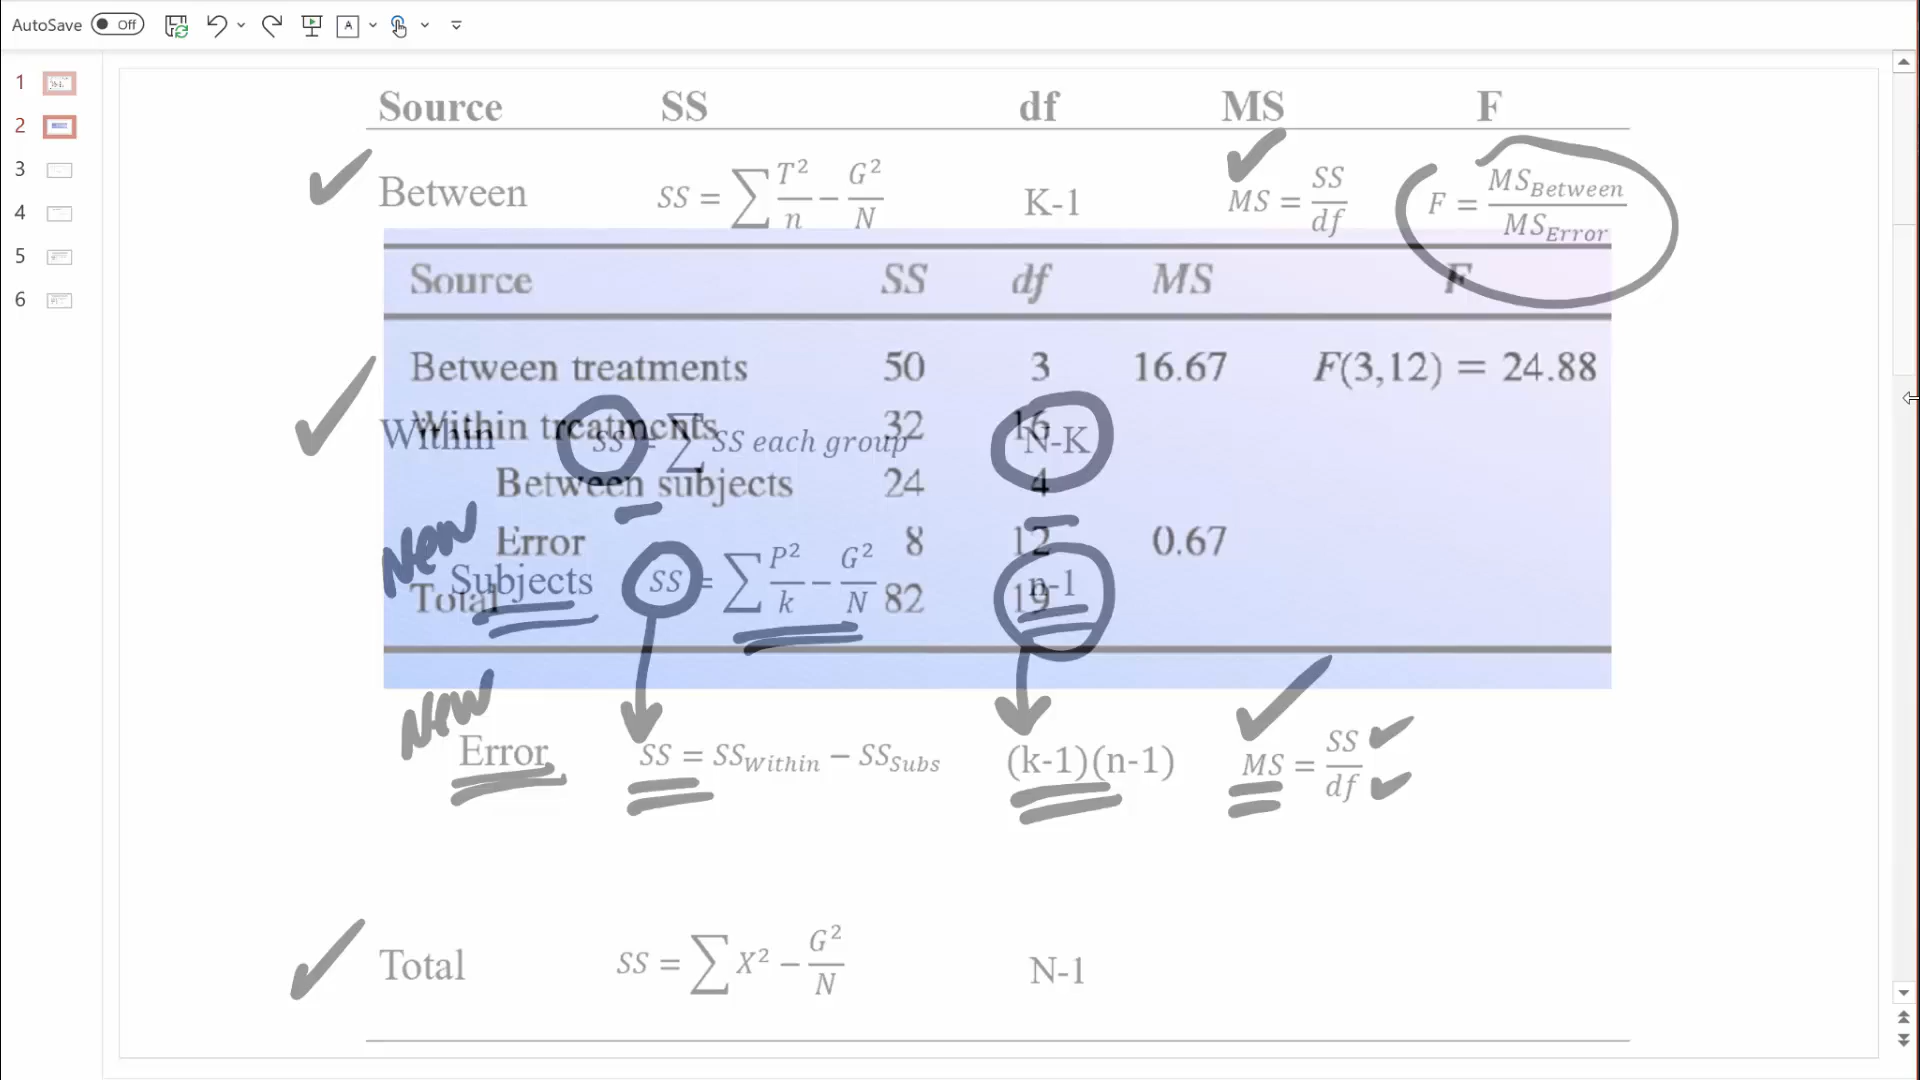 AutoSave Off A
1
2
3
4
5
6
Source SS df MS F
Between SS = ∑ T²/n − G²/N K-1 MS = SS/df F = MS_Between/MS_Error
Within SS = ∑ SS each group N-K
New
Subjects SS = ∑ P²/k − G²/N n-1
New
Error SS = SS_Within − SS_Subs (k-1)(n-1) MS = SS/df
Total SS = ∑ X² − G²/N N-1
Source SS df MS F
Between treatments 50 3 16.67 F(3,12) = 24.88
Within treatments 32 16
Between subjects 24 4
Error 8 12 0.67
Total 82 19